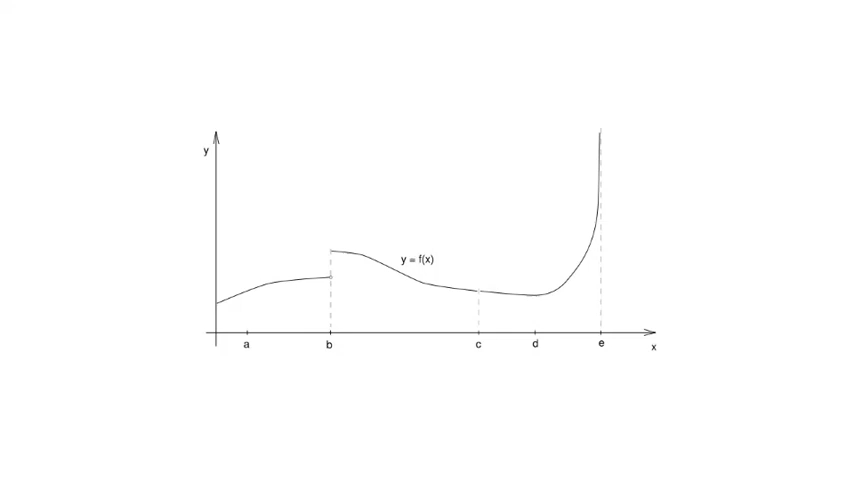 y
y = f(x)
a b c d e
x